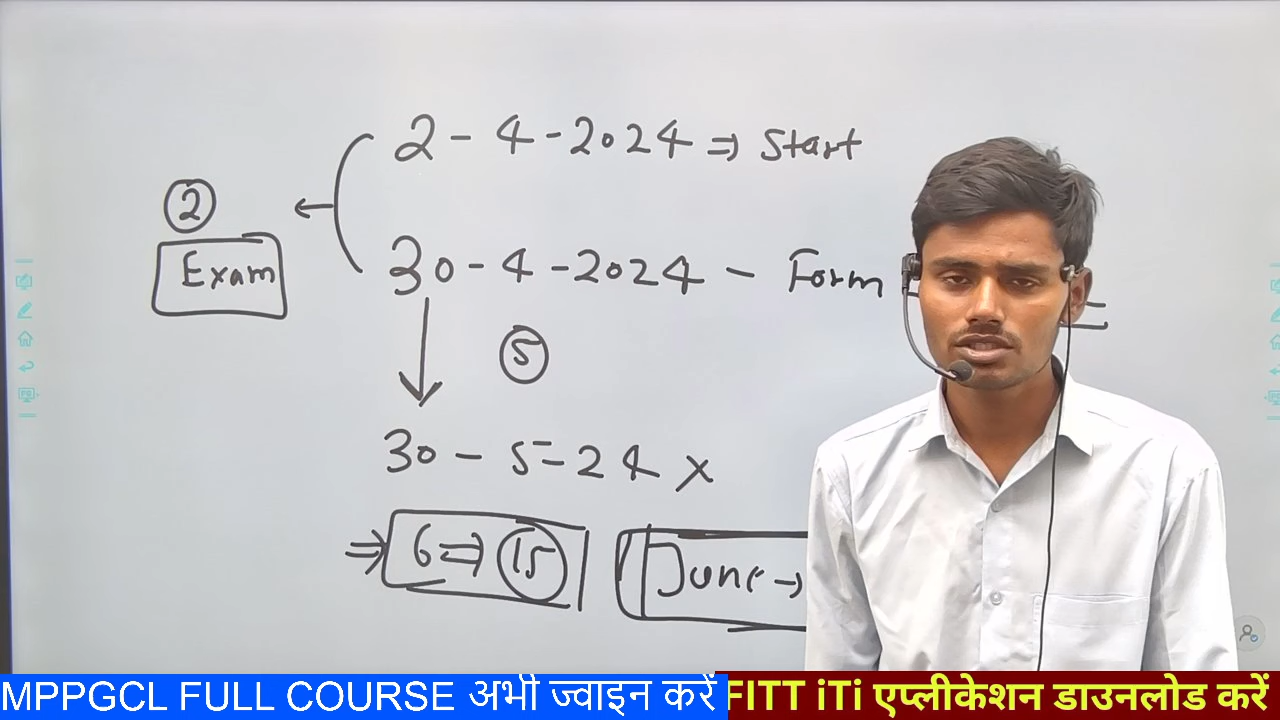 2 - 4 - 2024 ⇒ Start
②
Exam
30 - 4 - 2024 - Form
⑤
30 - 5 - 24 ×
⇒ 6 ⇒ ⑮ June →
MPPGCL FULL COURSE अभी ज्वाइन करें FITT iTi एप्लीकेशन डाउनलोड करें